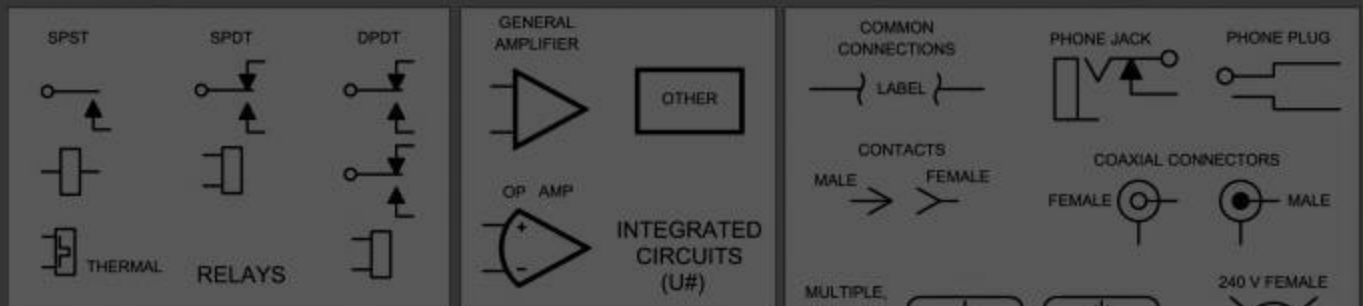 SPST
SPDT
DPDT
THERMAL
RELAYS
GENERAL
AMPLIFIER
OTHER
OP AMP
+
-
INTEGRATED
CIRCUITS
(U#)
COMMON
CONNECTIONS
LABEL
PHONE JACK
PHONE PLUG
CONTACTS
MALE
FEMALE
COAXIAL CONNECTORS
FEMALE
MALE
MULTIPLE,
240 V FEMALE